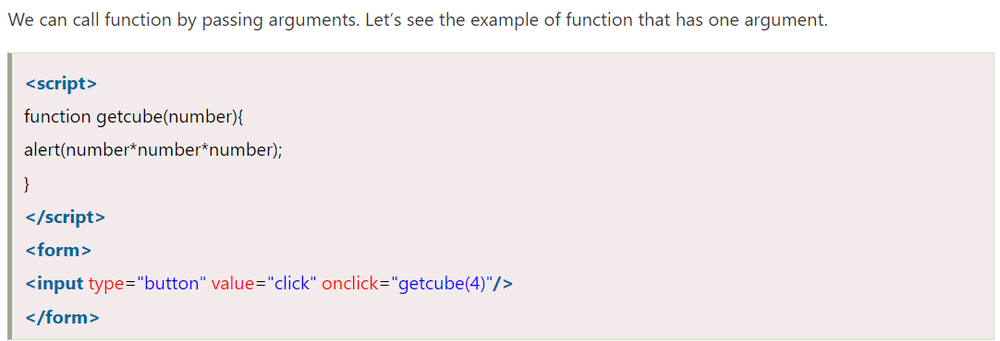 We can call function by passing arguments. Let’s see the example of function that has one argument.
<script>
function getcube(number){
alert(number*number*number);
}
</script>
<form>
<input type="button" value="click" onclick="getcube(4)"/>
</form>